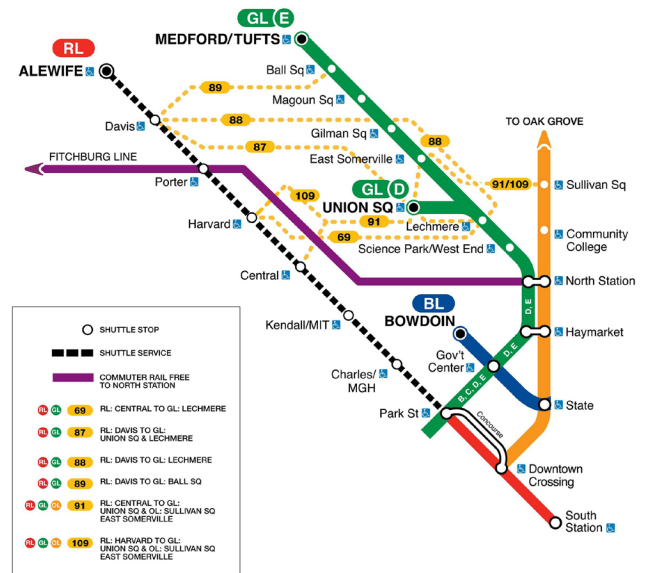 GL E
MEDFORD/TUFTS
RL
ALEWIFE
Ball Sq
89
Magoun Sq
88
Davis
Gilman Sq
TO OAK GROVE
87
88
FITCHBURG LINE
East Somerville
GL D
91/109
Sullivan Sq
Porter
109
UNION SQ
Harvard
91
Lechmere
69
Science Park/West End
Community
College
Central
North Station
BL
D, E
BOWDOIN
Kendall/MIT
Haymarket
D, E
Gov't
Center
Charles/
MGH
B, C, D, E
State
Park St
Concourse
Downtown
Crossing
South
Station
SHUTTLE STOP
SHUTTLE SERVICE
COMMUTER RAIL FREE
TO NORTH STATION
RL GL 69 RL: CENTRAL TO GL: LECHMERE
RL GL 87 RL: DAVIS TO GL:
UNION SQ & LECHMERE
RL GL 88 RL: DAVIS TO GL: LECHMERE
RL GL 89 RL: DAVIS TO GL: BALL SQ
RL GL OL 91 RL: CENTRAL TO GL:
UNION SQ & OL: SULLIVAN SQ
EAST SOMERVILLE
RL GL OL 109 RL: HARVARD TO GL:
UNION SQ & OL: SULLIVAN SQ
EAST SOMERVILLE